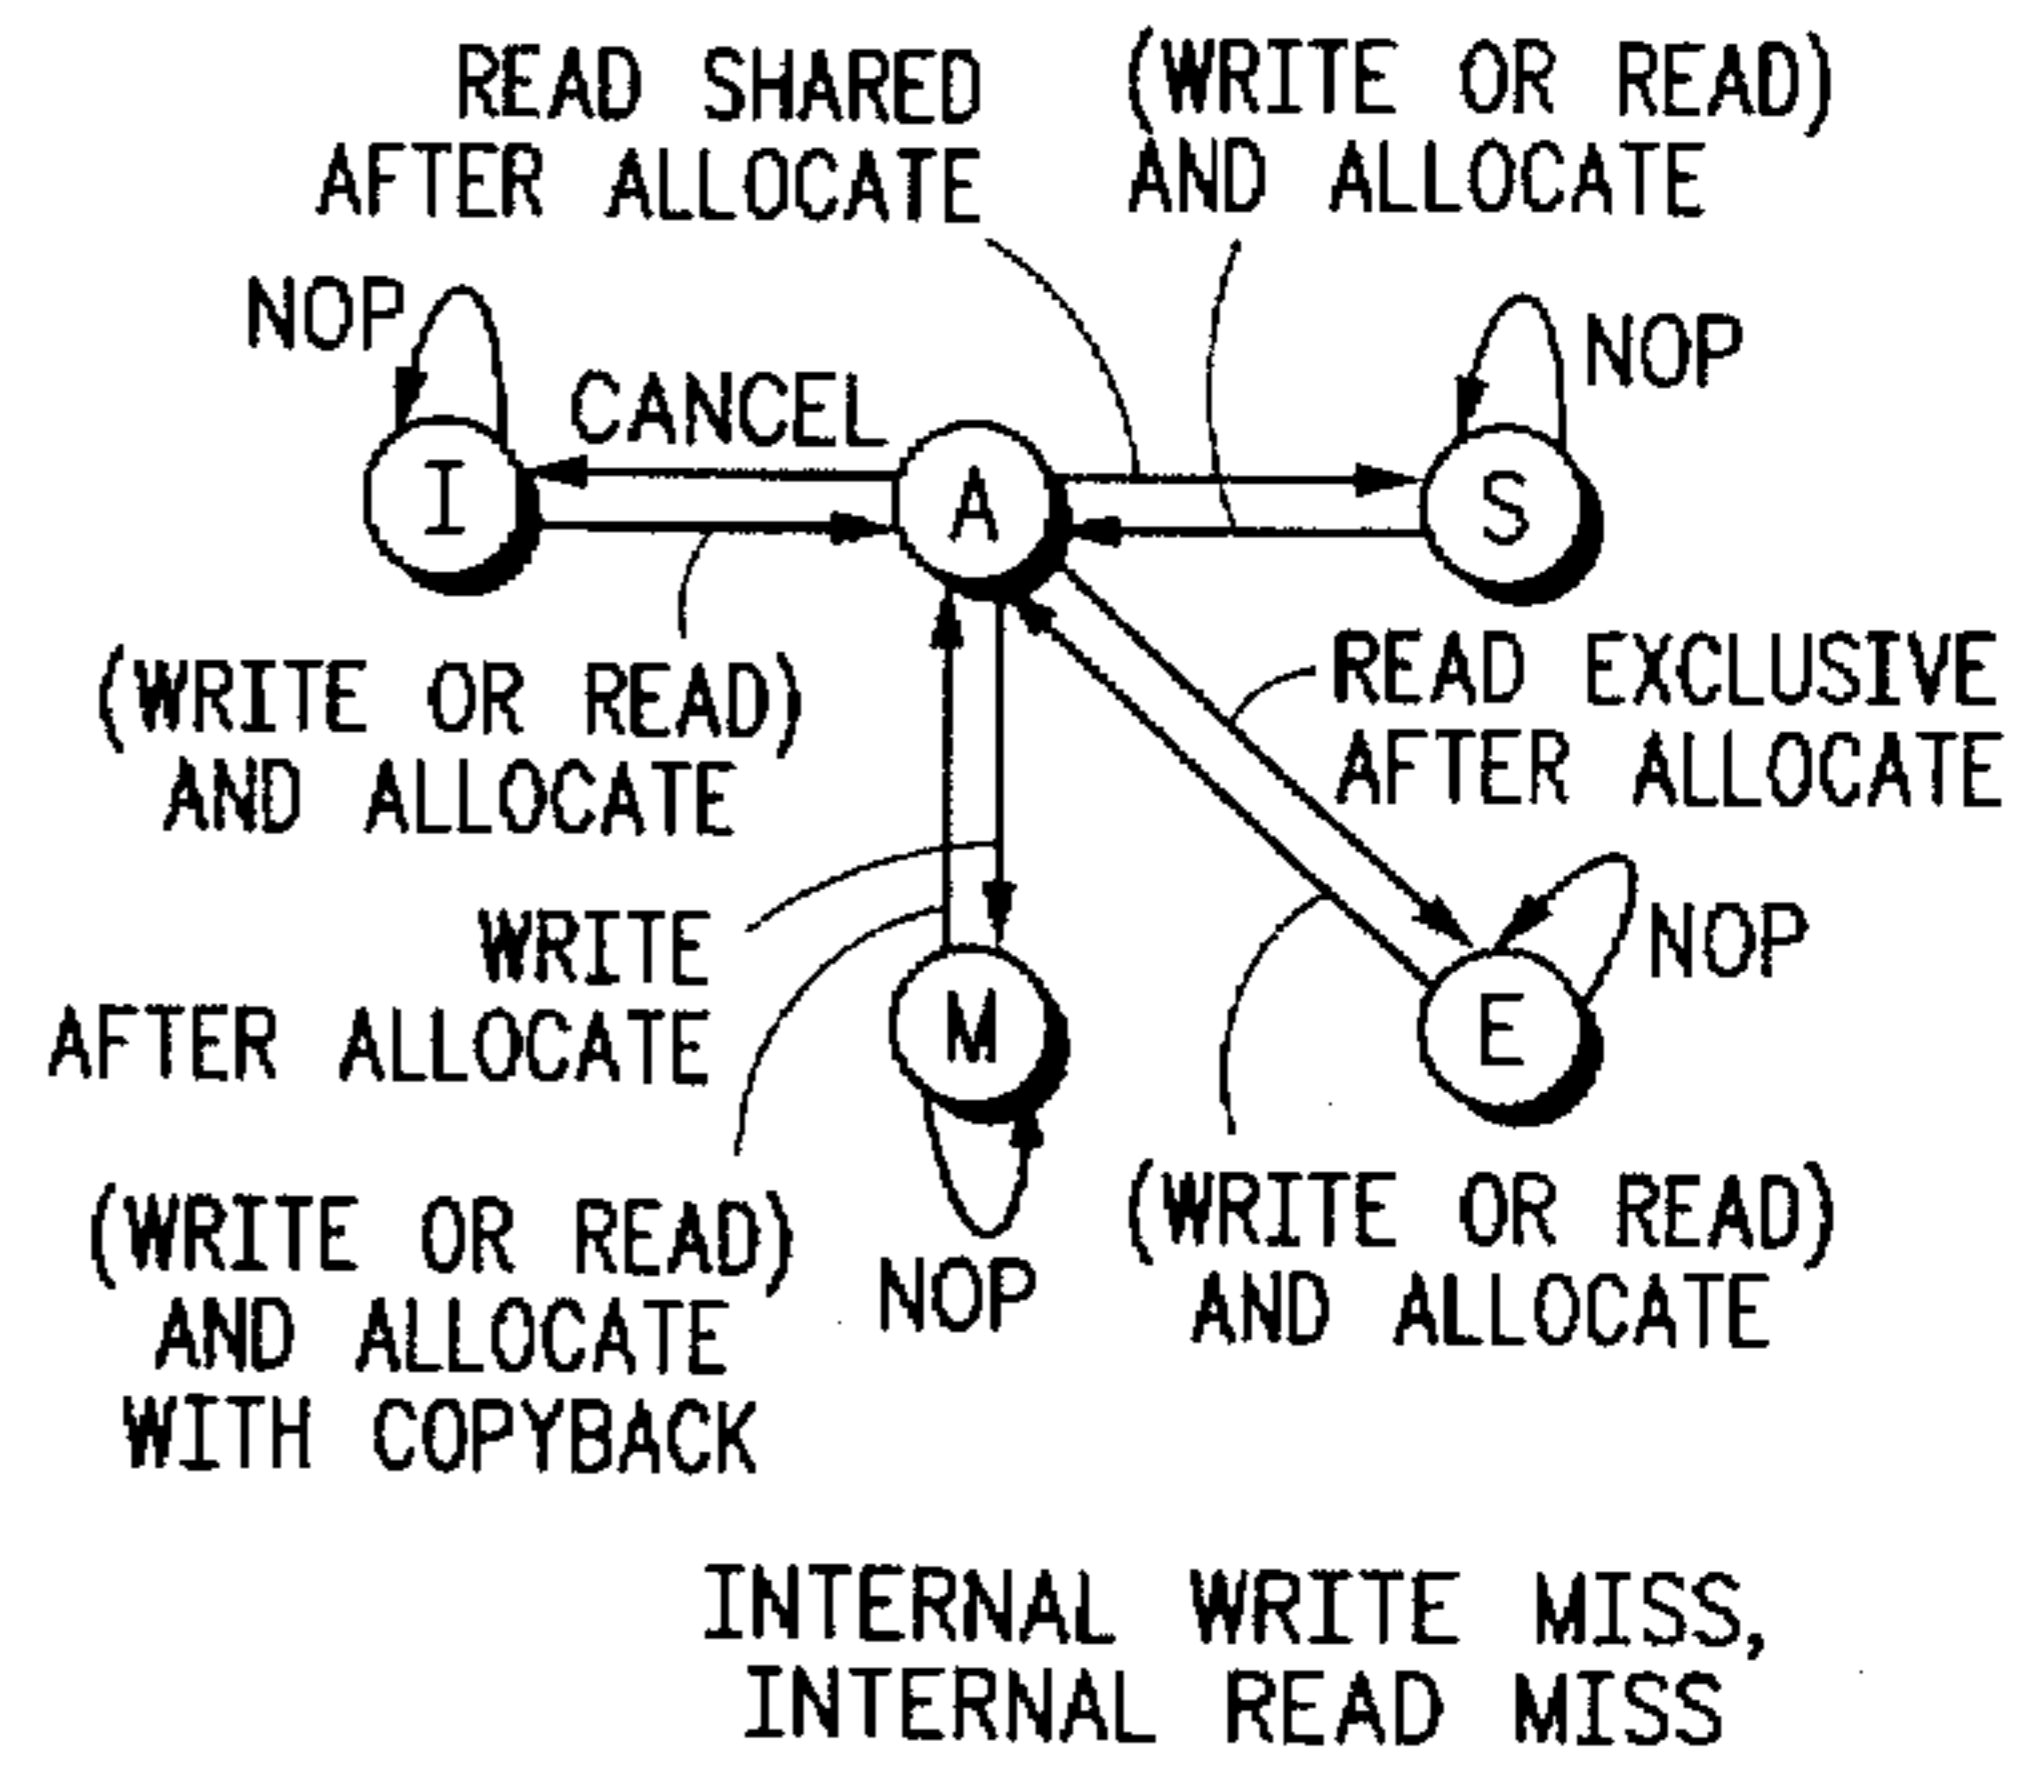 READ SHARED
AFTER ALLOCATE
(WRITE OR READ)
AND ALLOCATE
NOP
CANCEL
NOP
I
A
S
(WRITE OR READ)
AND ALLOCATE
READ EXCLUSIVE
AFTER ALLOCATE
WRITE
AFTER ALLOCATE
NOP
M
E
(WRITE OR READ)
AND ALLOCATE
WITH COPYBACK
NOP
(WRITE OR READ)
AND ALLOCATE
INTERNAL WRITE MISS,
INTERNAL READ MISS